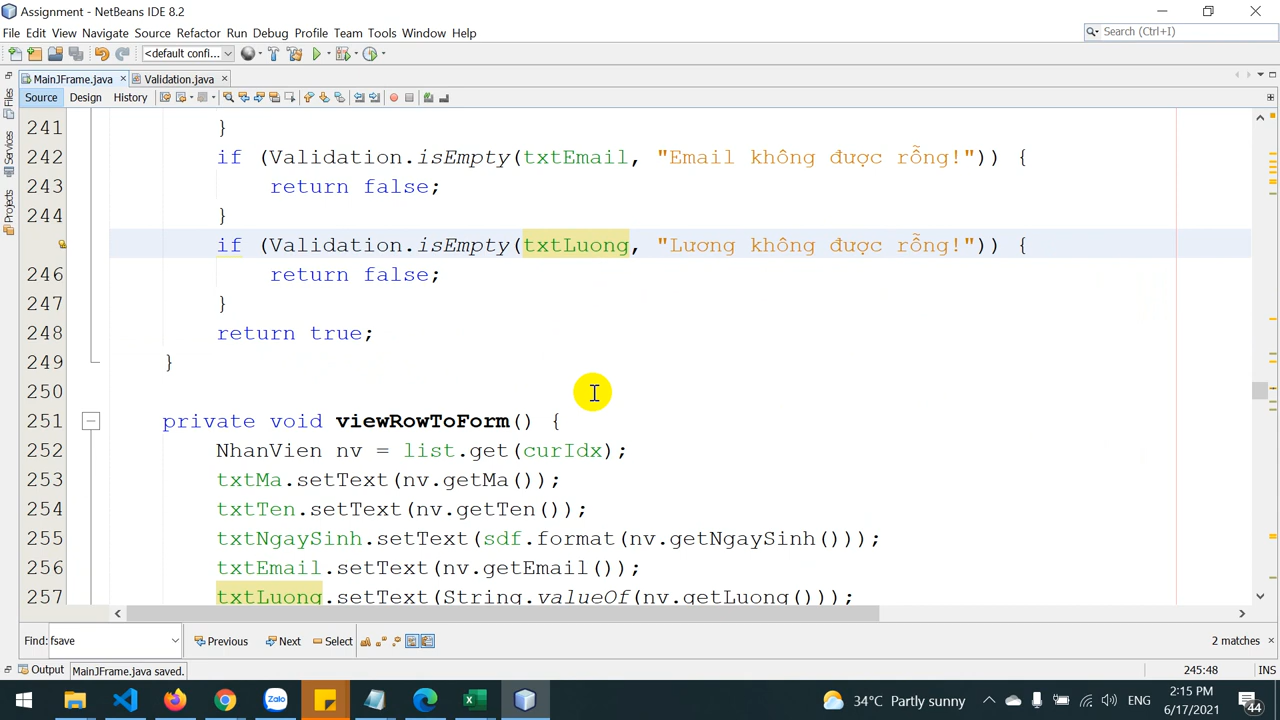 Assignment - NetBeans IDE 8.2
File Edit View Navigate Source Refactor Run Debug Profile Team Tools Window Help
Search (Ctrl+I)
<default confi...
MainJFrame.java Validation.java
Source Design History
Files
Services
Projects
241 }
242 if (Validation.isEmpty(txtEmail, "Email không được rỗng!")) {
243 return false;
244 }
if (Validation.isEmpty(txtLuong, "Lương không được rỗng!")) {
246 return false;
247 }
248 return true;
249 }
250
251 private void viewRowToForm() {
252 NhanVien nv = list.get(curIdx);
253 txtMa.setText(nv.getMa());
254 txtTen.setText(nv.getTen());
255 txtNgaySinh.setText(sdf.format(nv.getNgaySinh()));
256 txtEmail.setText(nv.getEmail());
257 txtLuong.setText(String.valueOf(nv.getLuong()));
Find: fsave Previous Next Select 2 matches
Output MainJFrame.java saved. 245:48 INS
Zalo 34°C Partly sunny ENG 2:15 PM
6/17/2021 44